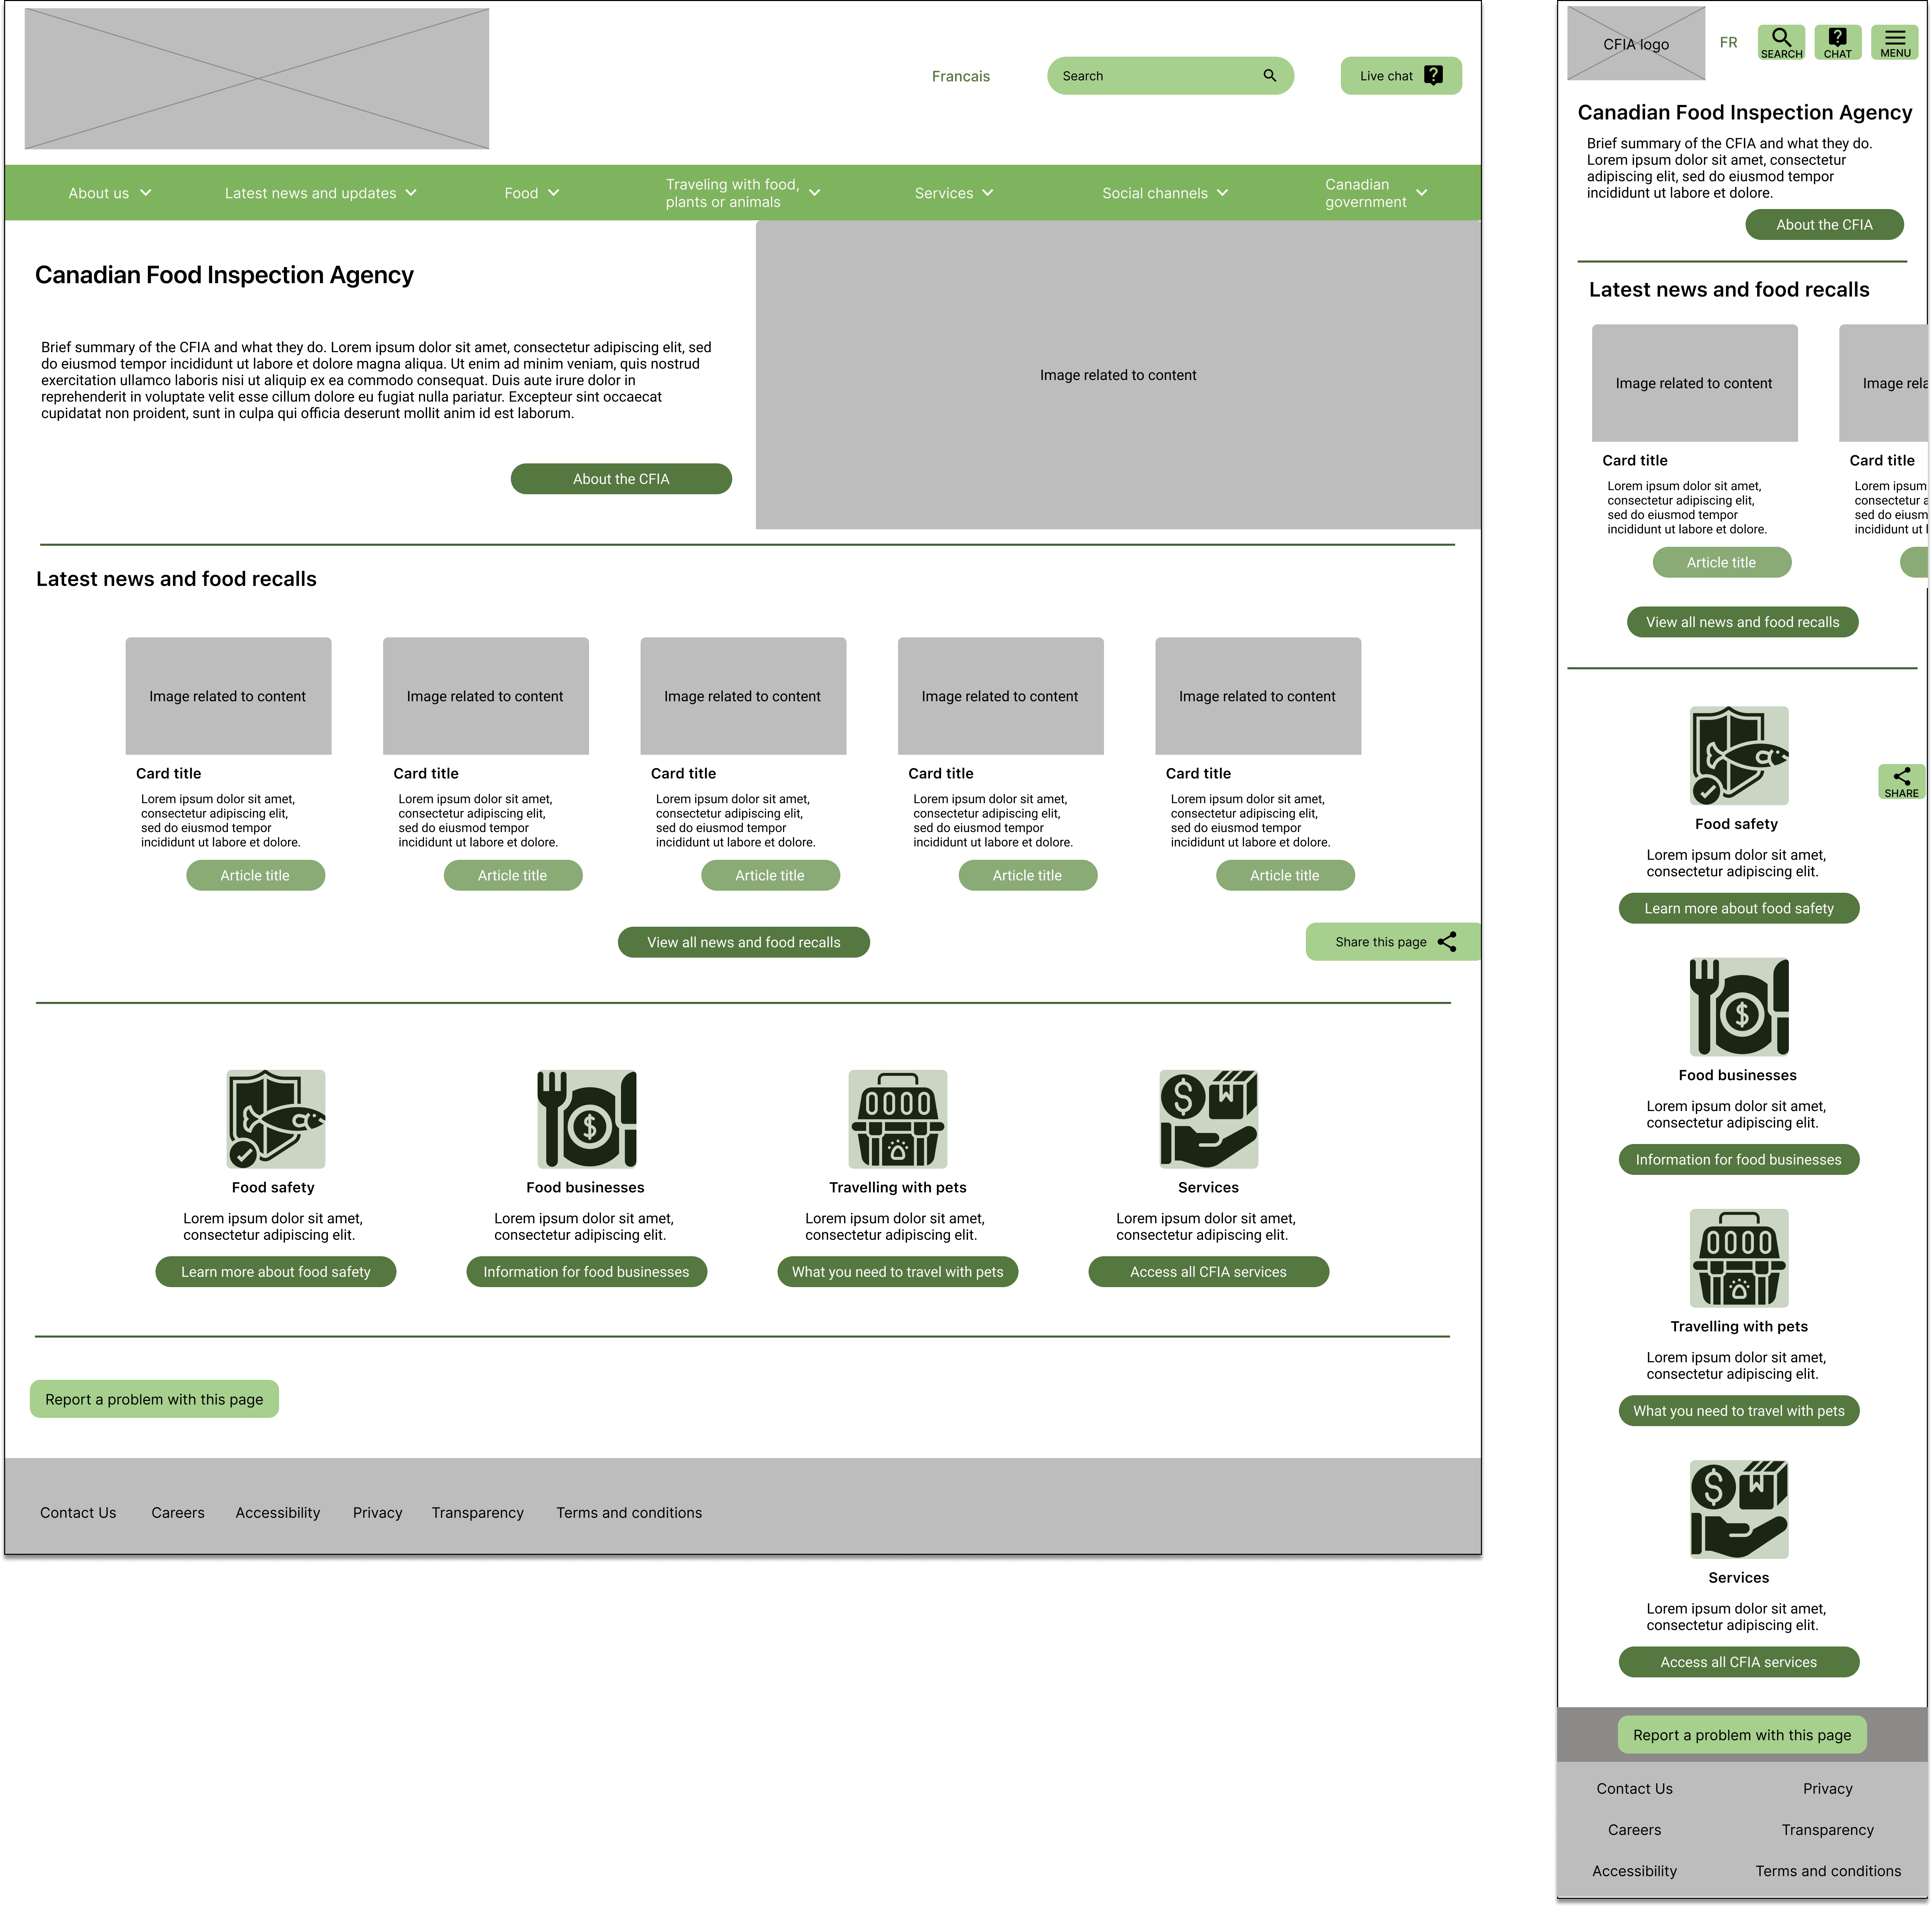 Francais
Search
Live chat
About us
Latest news and updates
Food
Traveling with food,
plants or animals
Services
Social channels
Canadian
government
Canadian Food Inspection Agency
Brief summary of the CFIA and what they do. Lorem ipsum dolor sit amet, consectetur adipiscing elit, sed
do eiusmod tempor incididunt ut labore et dolore magna aliqua. Ut enim ad minim veniam, quis nostrud
exercitation ullamco laboris nisi ut aliquip ex ea commodo consequat. Duis aute irure dolor in
reprehenderit in voluptate velit esse cillum dolore eu fugiat nulla pariatur. Excepteur sint occaecat
cupidatat non proident, sunt in culpa qui officia deserunt mollit anim id est laborum.
About the CFIA
Image related to content
Latest news and food recalls
Image related to content
Card title
Lorem ipsum dolor sit amet,
consectetur adipiscing elit,
sed do eiusmod tempor
incididunt ut labore et dolore.
Article title
Image related to content
Card title
Lorem ipsum dolor sit amet,
consectetur adipiscing elit,
sed do eiusmod tempor
incididunt ut labore et dolore.
Article title
Image related to content
Card title
Lorem ipsum dolor sit amet,
consectetur adipiscing elit,
sed do eiusmod tempor
incididunt ut labore et dolore.
Article title
Image related to content
Card title
Lorem ipsum dolor sit amet,
consectetur adipiscing elit,
sed do eiusmod tempor
incididunt ut labore et dolore.
Article title
Image related to content
Card title
Lorem ipsum dolor sit amet,
consectetur adipiscing elit,
sed do eiusmod tempor
incididunt ut labore et dolore.
Article title
View all news and food recalls
Share this page
Food safety
Lorem ipsum dolor sit amet,
consectetur adipiscing elit.
Learn more about food safety
Food businesses
Lorem ipsum dolor sit amet,
consectetur adipiscing elit.
Information for food businesses
Travelling with pets
Lorem ipsum dolor sit amet,
consectetur adipiscing elit.
What you need to travel with pets
Services
Lorem ipsum dolor sit amet,
consectetur adipiscing elit.
Access all CFIA services
Report a problem with this page
Contact Us
Careers
Accessibility
Privacy
Transparency
Terms and conditions
CFIA logo
FR
SEARCH
CHAT
MENU
Canadian Food Inspection Agency
Brief summary of the CFIA and what they do.
Lorem ipsum dolor sit amet, consectetur
adipiscing elit, sed do eiusmod tempor
incididunt ut labore et dolore.
About the CFIA
Latest news and food recalls
Image related to content
Card title
Lorem ipsum dolor sit amet,
consectetur adipiscing elit,
sed do eiusmod tempor
incididunt ut labore et dolore.
Article title
Image rela
Card title
Lorem ipsum
consectetur a
sed do eiusm
incididunt ut l
View all news and food recalls
Food safety
SHARE
Lorem ipsum dolor sit amet,
consectetur adipiscing elit.
Learn more about food safety
Food businesses
Lorem ipsum dolor sit amet,
consectetur adipiscing elit.
Information for food businesses
Travelling with pets
Lorem ipsum dolor sit amet,
consectetur adipiscing elit.
What you need to travel with pets
Services
Lorem ipsum dolor sit amet,
consectetur adipiscing elit.
Access all CFIA services
Report a problem with this page
Contact Us
Privacy
Careers
Transparency
Accessibility
Terms and conditions